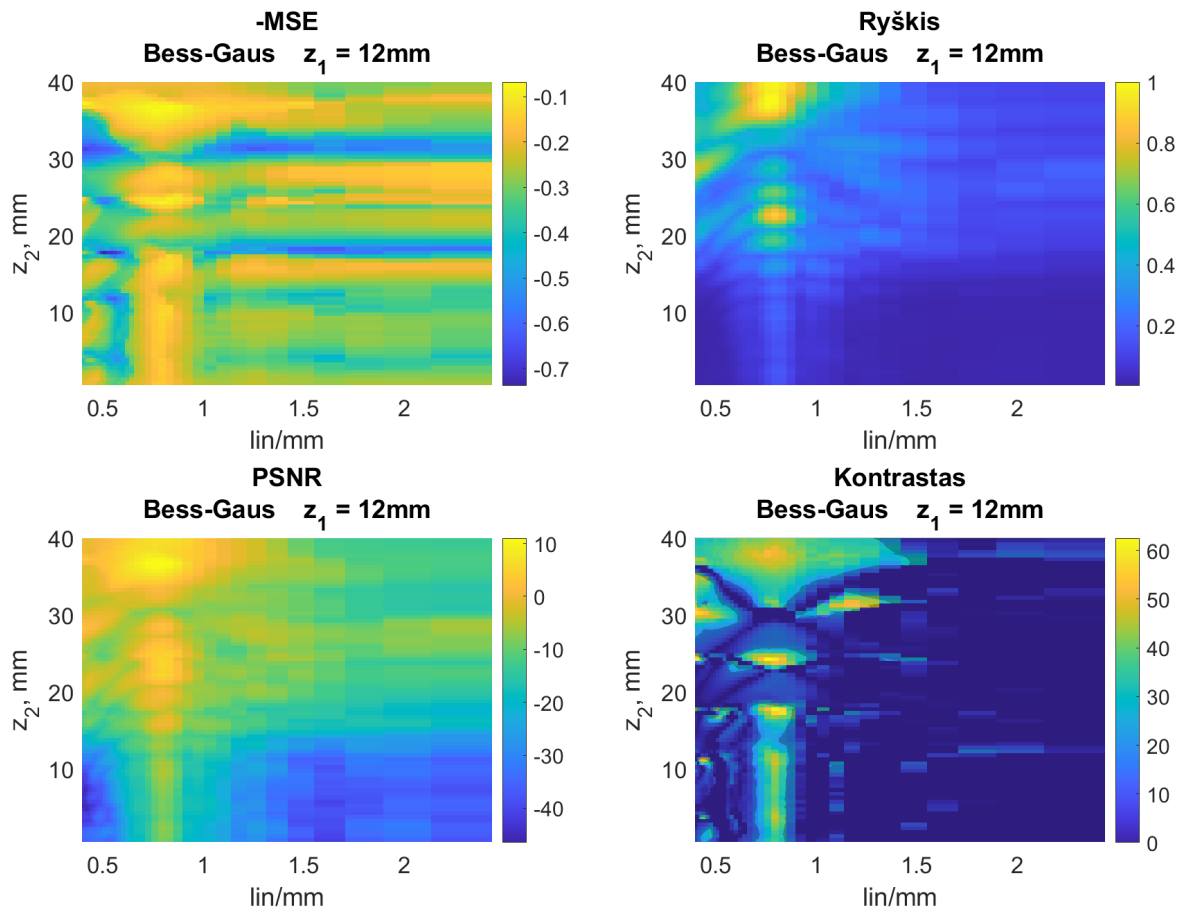 -MSE
Bess-Gaus z₁ = 12mm
40
30
20
10
z₂, mm
0.5 1 1.5 2
lin/mm
-0.1
-0.2
-0.3
-0.4
-0.5
-0.6
-0.7
Ryškis
Bess-Gaus z₁ = 12mm
40
30
20
10
z₂, mm
0.5 1 1.5 2
lin/mm
1
0.8
0.6
0.4
0.2
PSNR
Bess-Gaus z₁ = 12mm
40
30
20
10
z₂, mm
0.5 1 1.5 2
lin/mm
10
0
-10
-20
-30
-40
Kontrastas
Bess-Gaus z₁ = 12mm
40
30
20
10
z₂, mm
0.5 1 1.5 2
lin/mm
60
50
40
30
20
10
0